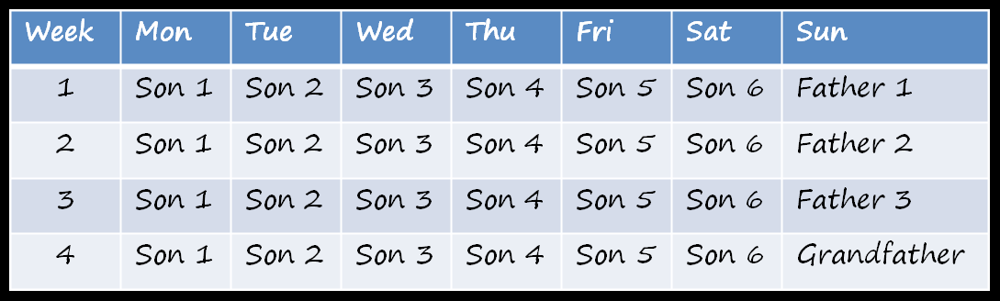 Week Mon Tue Wed Thu Fri Sat Sun
1 Son 1 Son 2 Son 3 Son 4 Son 5 Son 6 Father 1
2 Son 1 Son 2 Son 3 Son 4 Son 5 Son 6 Father 2
3 Son 1 Son 2 Son 3 Son 4 Son 5 Son 6 Father 3
4 Son 1 Son 2 Son 3 Son 4 Son 5 Son 6 Grandfather